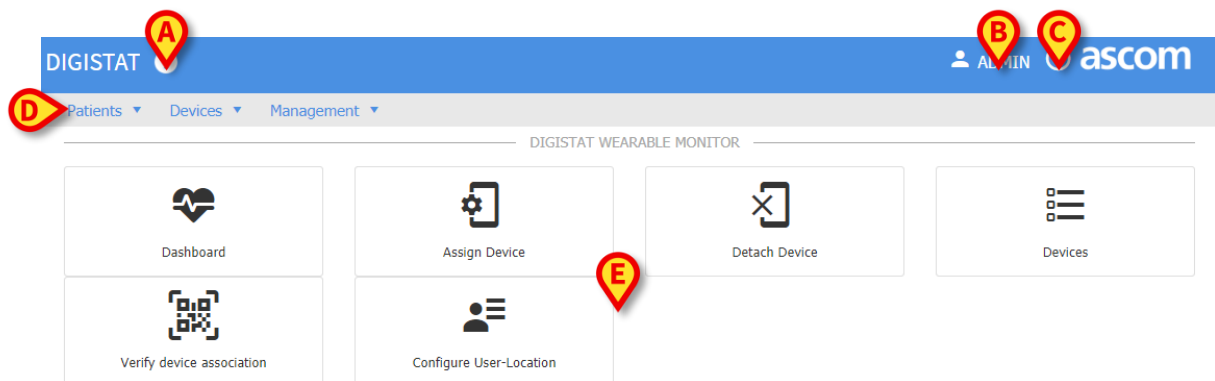 A B C
DIGISTAT ADMIN ascom
D Patients Devices Management
DIGISTAT WEARABLE MONITOR
Dashboard Assign Device Detach Device Devices
E
Verify device association Configure User-Location